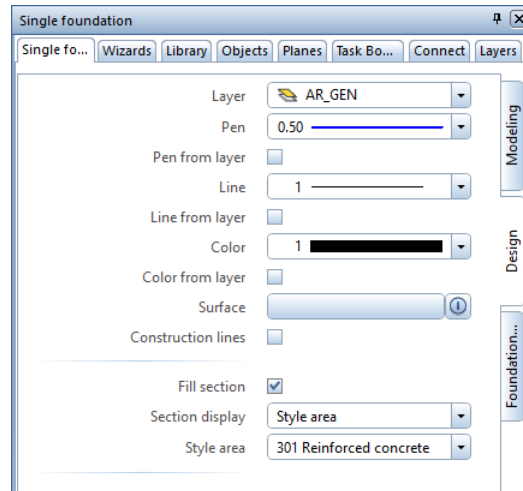 Single foundation
Single fo... Wizards Library Objects Planes Task Bo... Connect Layers
Layer AR_GEN
Pen 0.50
Pen from layer
Line 1
Line from layer
Color 1
Color from layer
Surface
Construction lines
Fill section
Section display Style area
Style area 301 Reinforced concrete
Modeling
Design
Foundation...